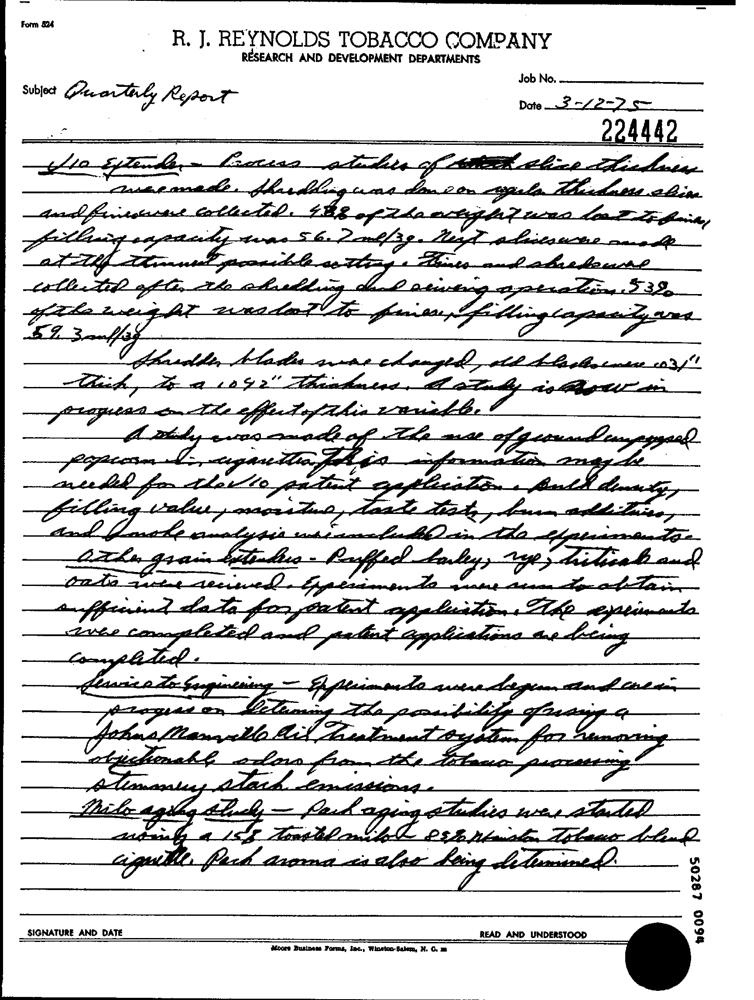 Form 524
R. J. REYNOLDS TOBACCO COMPANY
RESEARCH AND DEVELOPMENT DEPARTMENTS
Job No.
Subject Quarterly Report
Date 3-12-75
224442
Extender - Process studies of slice thickness
were made. Shredding was done on thickness slices
and fines were collected. 48% of the weight was lost to fines,
filling capacity was 56.7 ml/3g. Next slices were made
at the thinnest possible setting. Fines and shreds were
collected after the shredding and sieving operation. 53%
of the weight was lost to fines, filling capacity was
59.3 ml/3g
Shredder blades were changed, old blades were .031"
thick, to a .042" thickness. A study is now in
progress on the effect of this variable.
A study was made of the use of ground unpopped
popcorn in cigarettes. This information may be
needed for the V10 patent application. Bulk density,
filling value, moisture, taste tests, burn additives,
and smoke analysis were included in the experiments.
Other grain extenders - Puffed barley, rye, triticale and
oats were received. Experiments were run to obtain
sufficient data for patent application. The experiments
were completed and patent applications are being
completed.
Service to Engineering - Experiments were begun and are in
progress on the possibility of using a
Johns Manville Air Treatment system for removing
objectionable odors from the tobacco processing
stemmery stack emissions.
Milo aging study - Pack aging studies were started
using a 15% toasted milo - 85% Winston tobacco blend
cigarette. Pack aroma is also being determined.
50287 0094
SIGNATURE AND DATE
READ AND UNDERSTOOD
Moore Business Forms, Inc., Winston-Salem, N. C.